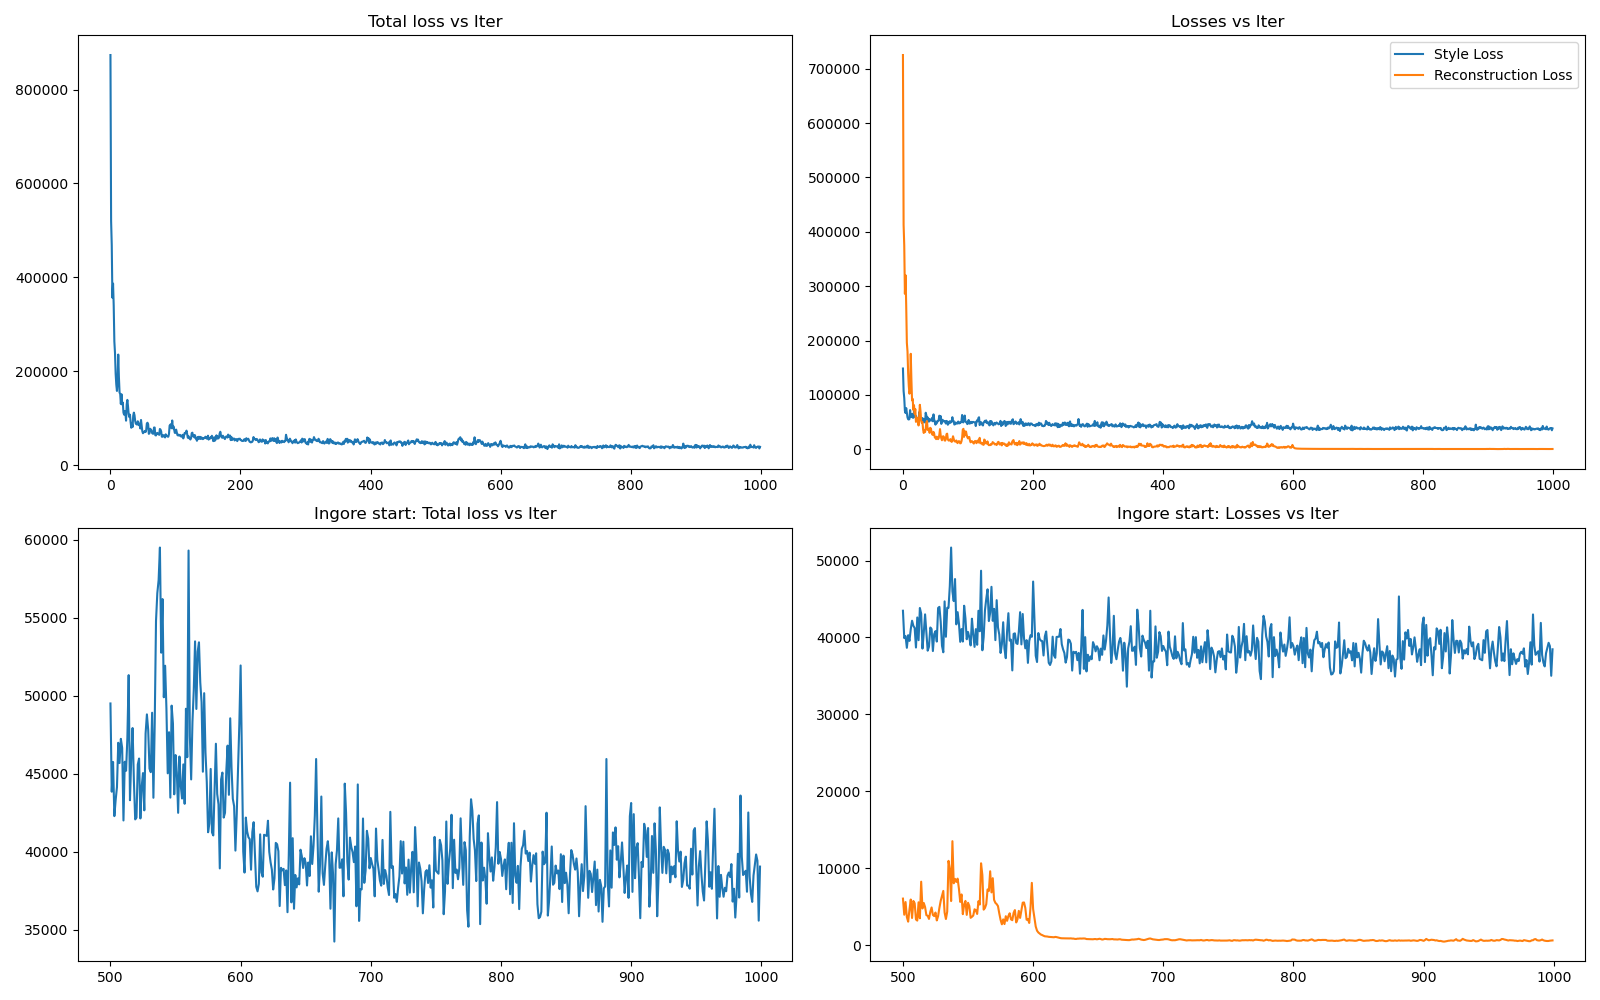 Total loss vs Iter
800000
600000
400000
200000
0
0 200 400 600 800 1000
Losses vs Iter
Style Loss
Reconstruction Loss
700000
600000
500000
400000
300000
200000
100000
0
0 200 400 600 800 1000
Ingore start: Total loss vs Iter
60000
55000
50000
45000
40000
35000
500 600 700 800 900 1000
Ingore start: Losses vs Iter
50000
40000
30000
20000
10000
0
500 600 700 800 900 1000